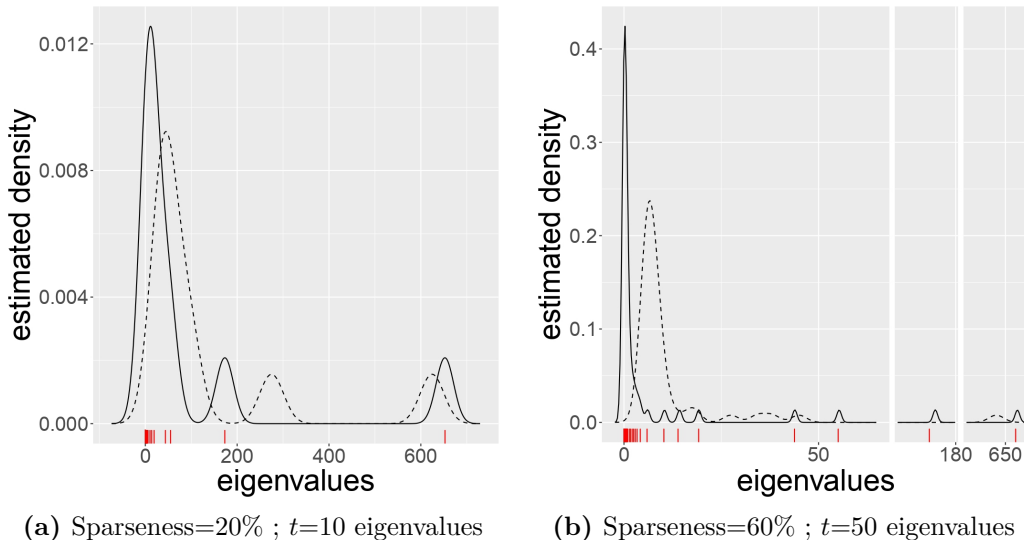 0.012
0.008
0.004
0.000
estimated density
0
200
400
600
eigenvalues
0.4
0.3
0.2
0.1
0.0
estimated density
0
50
180
650
eigenvalues
(a) Sparseness=20% ; t=10 eigenvalues
(b) Sparseness=60% ; t=50 eigenvalues